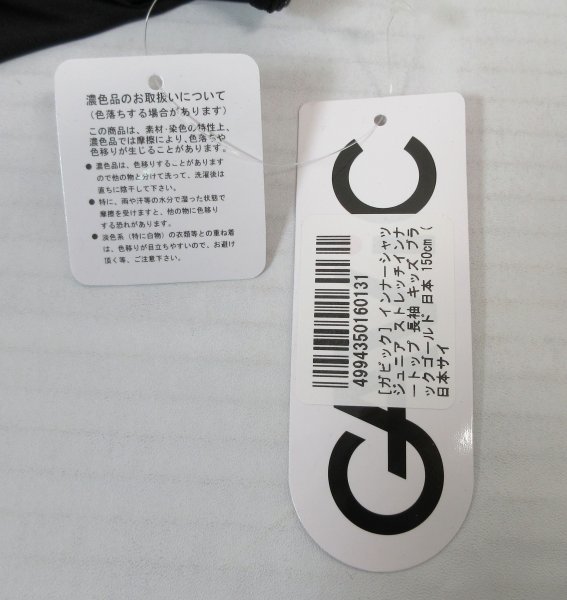 濃色品のお取扱いについて
(色落ちする場合があります)
この商品は、素材・染色の特性上、
濃色品では摩擦により、色落ちや
色移りが生じることがあります。
● 濃色品は、色移りすることがあります
ので他の物と分けて洗って、洗濯後は
直ちに陰干して下さい。
● 特に、雨や汗等の水分で湿った状態で
摩擦を受けますと、他の物に色移り
する恐れがあります。
● 淡色系（特に白物）の衣類等との重ね着
は、色移りが目立ちやすいので、お避け
頂く等、ご注意下さい。
4994350160131
[ガビック] インナーシャツ
ジュニア ストレッチインナ
ートップ 長袖 キッズ ブラ
ックゴールド 日本 150cm (
日本サイ